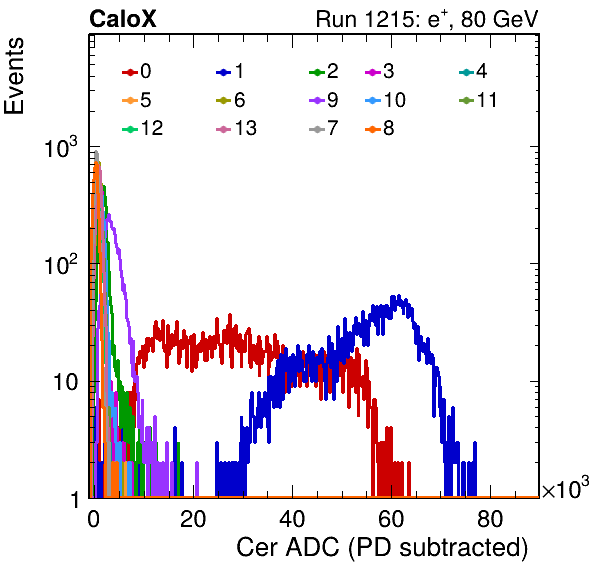 CaloX Run 1215: e⁺, 80 GeV
Events
0 1 2 3 4
5 6 9 10 11
12 13 7 8
10³
10²
10
1
0 20 40 60 80 ×10³
Cer ADC (PD subtracted)